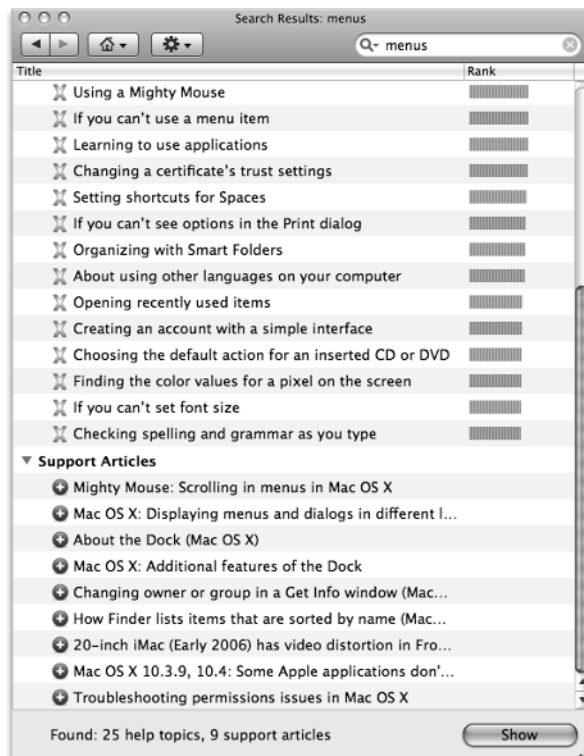 Search Results: menus
menus
Title Rank
Using a Mighty Mouse
If you can't use a menu item
Learning to use applications
Changing a certificate's trust settings
Setting shortcuts for Spaces
If you can't see options in the Print dialog
Organizing with Smart Folders
About using other languages on your computer
Opening recently used items
Creating an account with a simple interface
Choosing the default action for an inserted CD or DVD
Finding the color values for a pixel on the screen
If you can't set font size
Checking spelling and grammar as you type
Support Articles
Mighty Mouse: Scrolling in menus in Mac OS X
Mac OS X: Displaying menus and dialogs in different l...
About the Dock (Mac OS X)
Mac OS X: Additional features of the Dock
Changing owner or group in a Get Info window (Mac...
How Finder lists items that are sorted by name (Mac...
20-inch iMac (Early 2006) has video distortion in Fro...
Mac OS X 10.3.9, 10.4: Some Apple applications don'...
Troubleshooting permissions issues in Mac OS X
Found: 25 help topics, 9 support articles Show